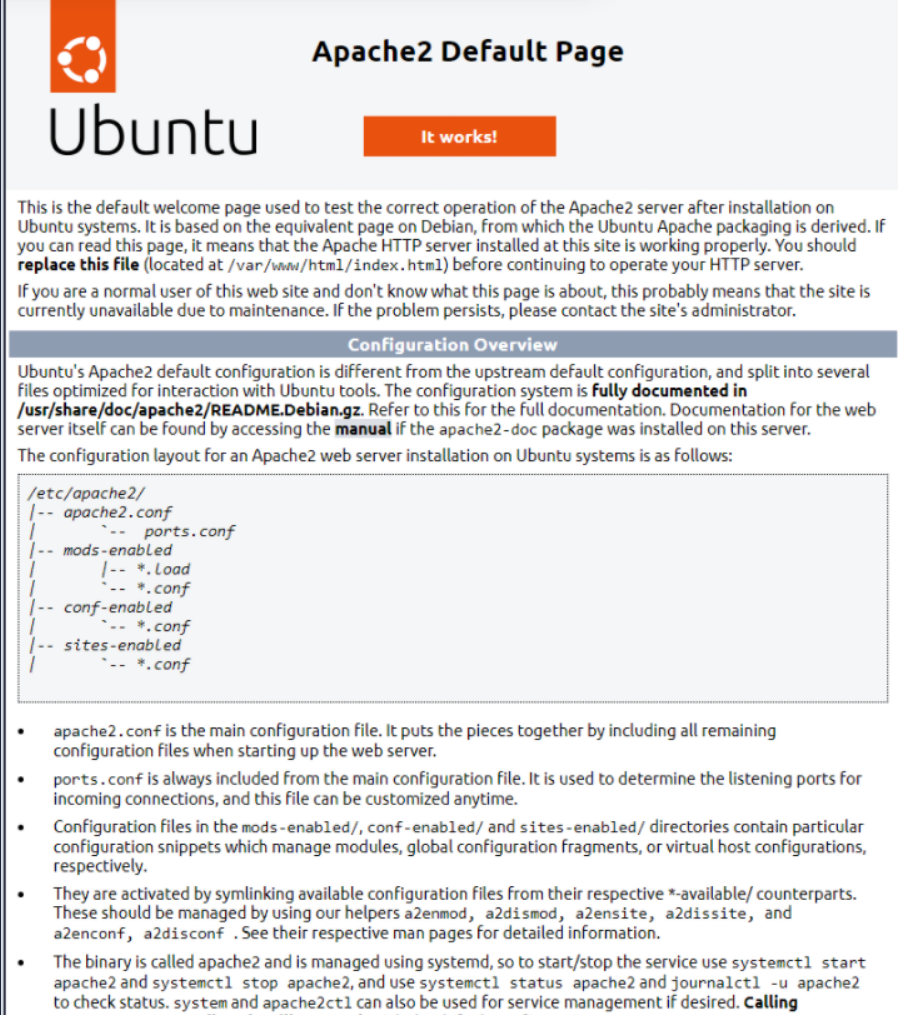 Apache2 Default Page
Ubuntu
It works!
This is the default welcome page used to test the correct operation of the Apache2 server after installation on
Ubuntu systems. It is based on the equivalent page on Debian, from which the Ubuntu Apache packaging is derived. If
you can read this page, it means that the Apache HTTP server installed at this site is working properly. You should
replace this file (located at /var/www/html/index.html) before continuing to operate your HTTP server.
If you are a normal user of this web site and don't know what this page is about, this probably means that the site is
currently unavailable due to maintenance. If the problem persists, please contact the site's administrator.
Configuration Overview
Ubuntu's Apache2 default configuration is different from the upstream default configuration, and split into several
files optimized for interaction with Ubuntu tools. The configuration system is fully documented in
/usr/share/doc/apache2/README.Debian.gz. Refer to this for the full documentation. Documentation for the web
server itself can be found by accessing the manual if the apache2-doc package was installed on this server.
The configuration layout for an Apache2 web server installation on Ubuntu systems is as follows:
/etc/apache2/
|-- apache2.conf
|       `--  ports.conf
|-- mods-enabled
|       |-- *.load
|       `-- *.conf
|-- conf-enabled
|       `-- *.conf
|-- sites-enabled
|       `-- *.conf
• apache2.conf is the main configuration file. It puts the pieces together by including all remaining
configuration files when starting up the web server.
• ports.conf is always included from the main configuration file. It is used to determine the listening ports for
incoming connections, and this file can be customized anytime.
• Configuration files in the mods-enabled/, conf-enabled/ and sites-enabled/ directories contain particular
configuration snippets which manage modules, global configuration fragments, or virtual host configurations,
respectively.
• They are activated by symlinking available configuration files from their respective *-available/ counterparts.
These should be managed by using our helpers a2enmod, a2dismod, a2ensite, a2dissite, and
a2enconf, a2disconf . See their respective man pages for detailed information.
• The binary is called apache2 and is managed using systemd, so to start/stop the service use systemctl start
apache2 and systemctl stop apache2, and use systemctl status apache2 and journalctl -u apache2
to check status. system and apache2ctl can also be used for service management if desired. Calling